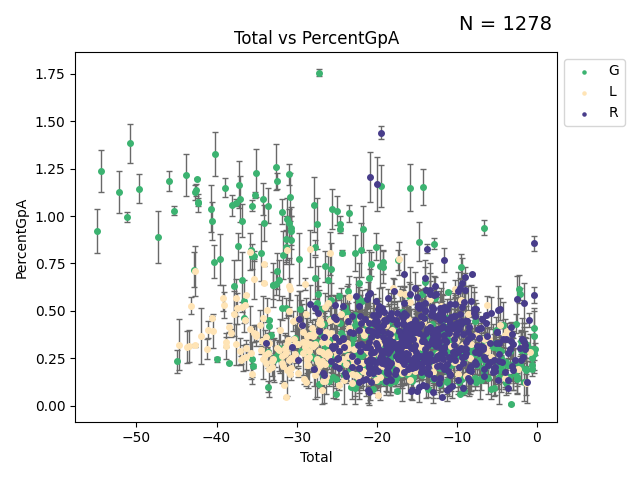 N = 1278
Total vs PercentGpA
G
L
R
PercentGpA
1.75
1.50
1.25
1.00
0.75
0.50
0.25
0.00
−50 −40 −30 −20 −10 0
Total